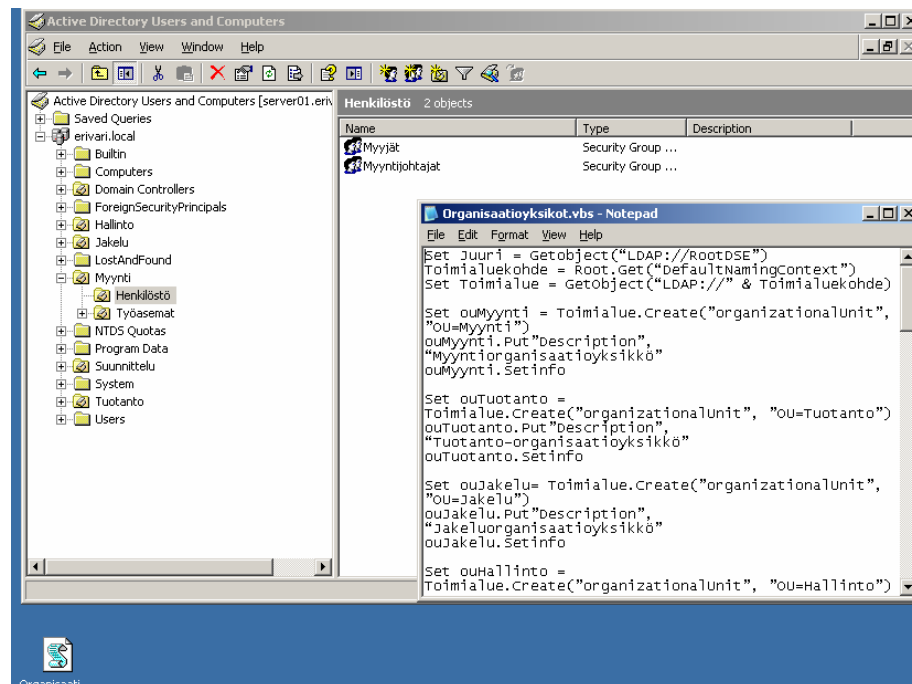 Active Directory Users and Computers
File Action View Window Help
Active Directory Users and Computers [server01.eriv
Saved Queries
erivari.local
Builtin
Computers
Domain Controllers
ForeignSecurityPrincipals
Hallinto
Jakelu
LostAndFound
Myynti
Henkilöstö
Työasemat
NTDS Quotas
Program Data
Suunnittelu
System
Tuotanto
Users
Henkilöstö 2 objects
Name Type Description
Myyjät Security Group ...
Myyntijohtajat Security Group ...
Organisaatioyksikot.vbs - Notepad
File Edit Format View Help
Set Juuri = Getobject(“LDAP://RootDSE”)
Toimialuekohde = Root.Get(“DefaultNamingContext”)
Set Toimialue = GetObject(“LDAP://” & Toimialuekohde)
Set ouMyynti = Toimialue.Create(“organizationalUnit”,
”OU=Myynti”)
ouMyynti.Put”Description”,
“Myyntiorganisaatioyksikkö”
ouMyynti.Setinfo
Set ouTuotanto =
Toimialue.Create(“organizationalUnit”, ”OU=Tuotanto”)
ouTuotanto.Put”Description”,
“Tuotanto-organisaatioyksikkö”
ouTuotanto.Setinfo
Set ouJakelu= Toimialue.Create(“organizationalUnit”,
”OU=Jakelu”)
ouJakelu.Put”Description”,
“Jakeluorganisaatioyksikkö”
ouJakelu.Setinfo
Set ouHallinto =
Toimialue.Create(“organizationalUnit”, ”OU=Hallinto”)